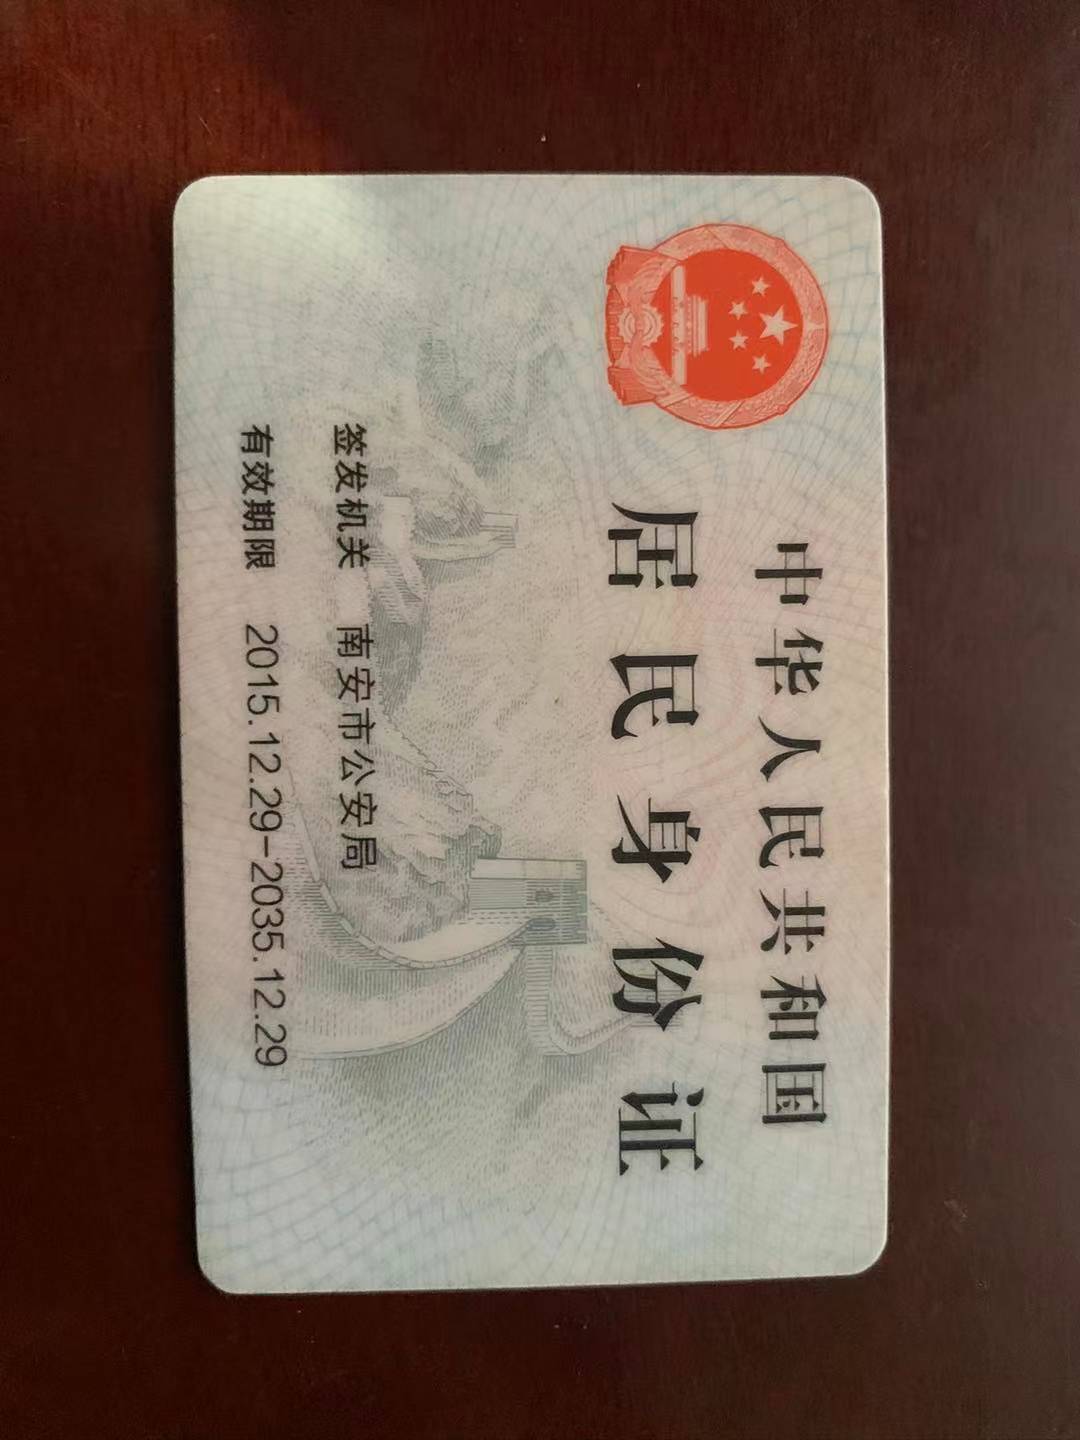 中华人民共和国
居民身份证
签发机关 南安市公安局
有效期限 2015.12.29-2035.12.29